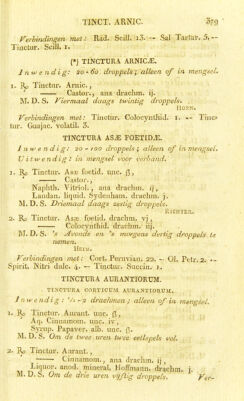 TINCT. ARNIC. 379
Verbindingen met: Rad. Scill. 13. -- Sal Tartar. 5. --
Tinctur. Scill. 1.
(*) TINCTURA ARNICÆ.
Inwendig: 20-60 droppels; alleen of in mengsel.
1. ℞ Tinctur. Arnic.,
—— Castor., ana drachm. ij.
M. D. S. Viermaal daags twintig droppels.
HORN.
Verbindingen met: Tinctur. Colocynthid. 1. -- Tinc-
tur. Guajac. volatil. 3.
TINCTURA ASÆ FOETIDÆ.
Inwendig: 20-100 droppels; alleen of in mengsel.
Uitwendig: in mengsel voor verband.
1. ℞ Tinctur. Asæ foetid. unc. ß,
—— Castor.,
Naphth. Vitriol., ana drachm. ij,
Laudan. liquid. Sydenham. drachm. j.
M. D. S. Driemaal daags zestig droppels.
RICHTER.
2. ℞ Tinctur. Asæ foetid. drachm. vj,
—— Colocynthid. drachm. iij.
M. D. S. 's Avonds en 's morgens dertig droppels te
nemen.
HEIM.
Verbindingen met: Cort. Peruvian. 22. -- Ol. Petr. 2. --
Spirit. Nitri dulc. 4. -- Tinctur. Succin. 1.
TINCTURA AURANTIORUM.
TINCTURA CORTICUM AURANTIORUM.
Inwendig: ½-2 drachmen; alleen of in mengsel.
1. ℞ Tinctur. Aurant. unc. ß,
Aq. Cinnamom. unc. iv,
Syrup. Papaver. alb. unc. ß.
M. D. S. Om de twee uren twee eetlepels vol.
2. ℞ Tinctur. Aurant.,
—— Cinnamom., ana drachm. ij,
Liquor. anod. mineral. Hoffmann. drachm. j.
M. D. S. Om de drie uren vijftig droppels.
Ver-